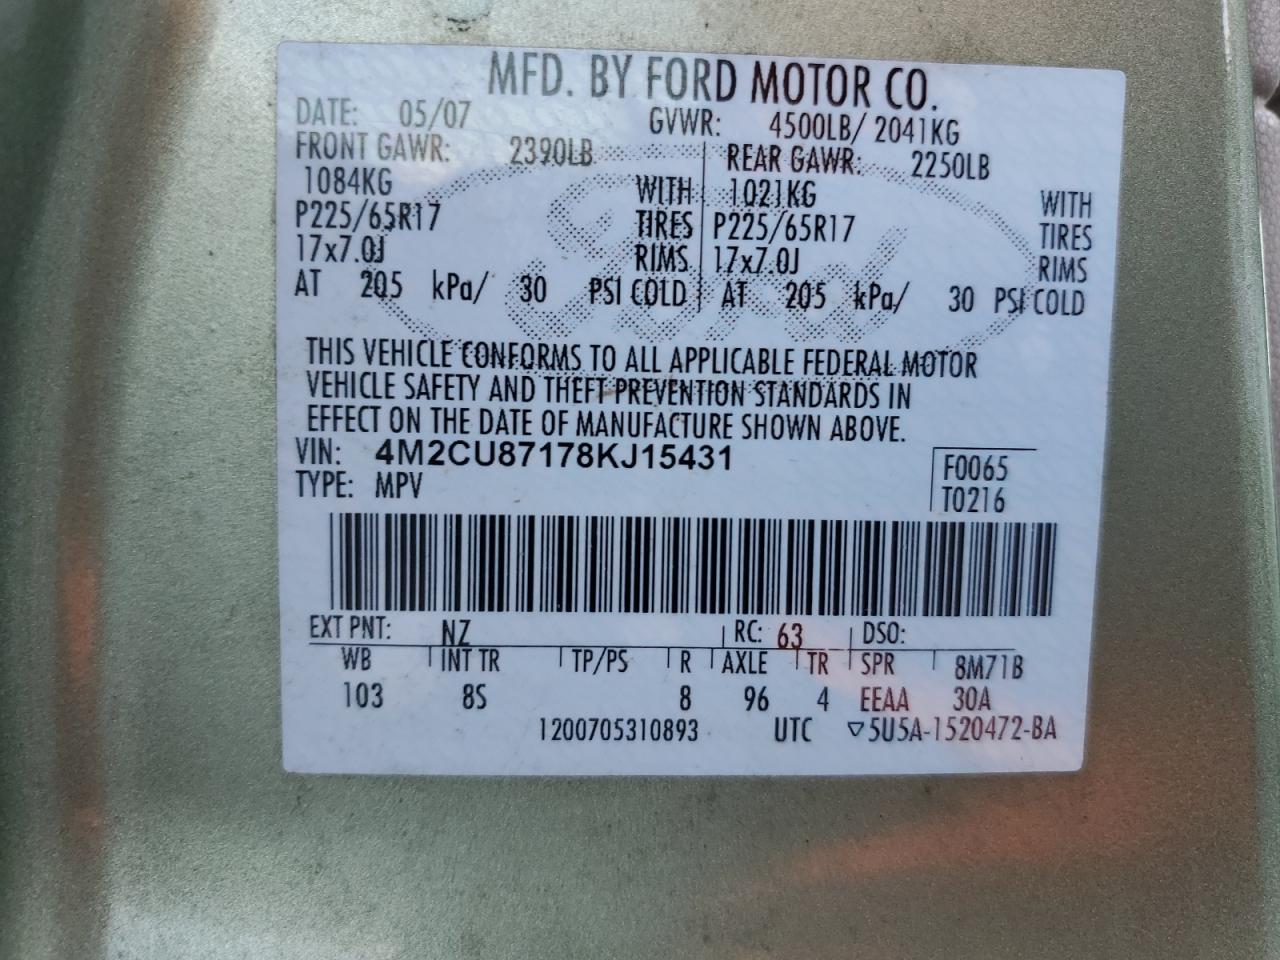 MFD. BY FORD MOTOR CO.
DATE: 05/07 GVWR: 4500LB/ 2041KG
FRONT GAWR: 2390LB REAR GAWR: 2250LB
1084KG WITH 1021KG WITH
P225/65R17 TIRES P225/65R17 TIRES
17x7.0J RIMS 17x7.0J RIMS
AT 205 kPa/ 30 PSI COLD AT 205 kPa/ 30 PSI COLD
Ford
THIS VEHICLE CONFORMS TO ALL APPLICABLE FEDERAL MOTOR
VEHICLE SAFETY AND THEFT PREVENTION STANDARDS IN
EFFECT ON THE DATE OF MANUFACTURE SHOWN ABOVE.
VIN: 4M2CU87178KJ15431 F0065
TYPE: MPV T0216
EXT PNT: NZ RC: 63 DSO:
WB INT TR TP/PS R AXLE TR SPR 8M71B
103 8S 8 96 4 EEAA 30A
1200705310893 UTC ▽5U5A-1520472-BA